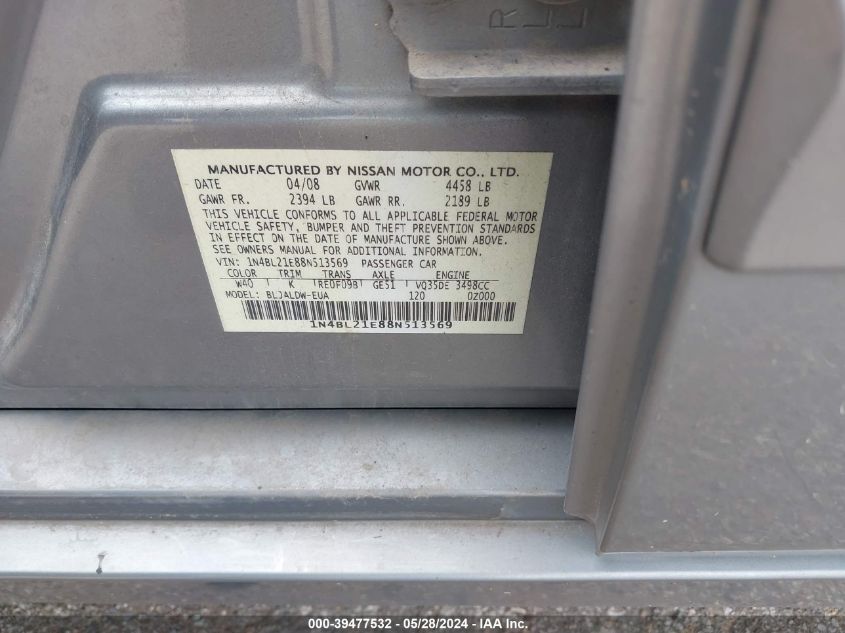 R L
L L
MANUFACTURED BY NISSAN MOTOR CO., LTD.
DATE 04/08 GVWR 4458 LB
GAWR FR. 2394 LB GAWR RR. 2189 LB
THIS VEHICLE CONFORMS TO ALL APPLICABLE FEDERAL MOTOR
VEHICLE SAFETY, BUMPER AND THEFT PREVENTION STANDARDS
IN EFFECT ON THE DATE OF MANUFACTURE SHOWN ABOVE.
SEE OWNERS MANUAL FOR ADDITIONAL INFORMATION.
VIN: 1N4BL21E88N513569 PASSENGER CAR
COLOR TRIM TRANS AXLE ENGINE
W40 K RE0F09B GE51 VQ35DE 3498CC
MODEL: BLJALDW-EUA 120 0Z000
1N4BL21E88N513569
000-39477532 - 05/28/2024 - IAA Inc.